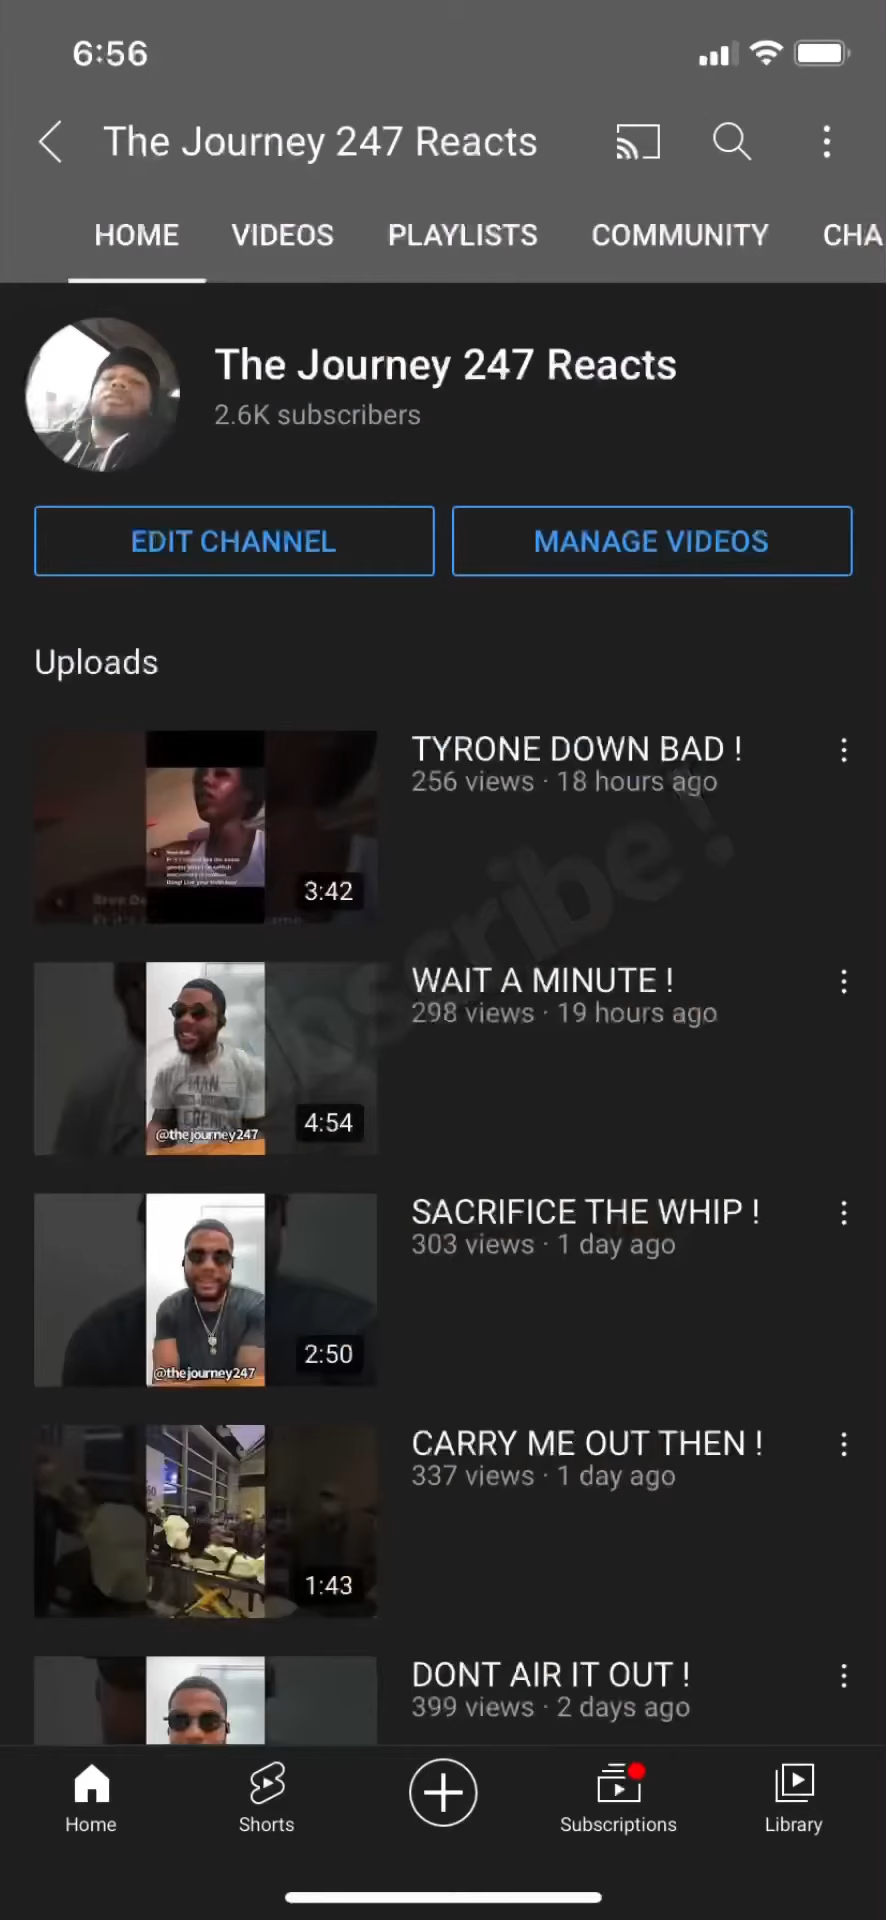 6:56
The Journey 247 Reacts
HOME VIDEOS PLAYLISTS COMMUNITY CHA
The Journey 247 Reacts
2.6K subscribers
EDIT CHANNEL MANAGE VIDEOS
Uploads
TYRONE DOWN BAD !
256 views · 18 hours ago
3:42
WAIT A MINUTE !
298 views · 19 hours ago
MAN
@thejourney247
4:54
SACRIFICE THE WHIP !
303 views · 1 day ago
@thejourney247
2:50
CARRY ME OUT THEN !
337 views · 1 day ago
1:43
DONT AIR IT OUT !
399 views · 2 days ago
Home Shorts Subscriptions Library